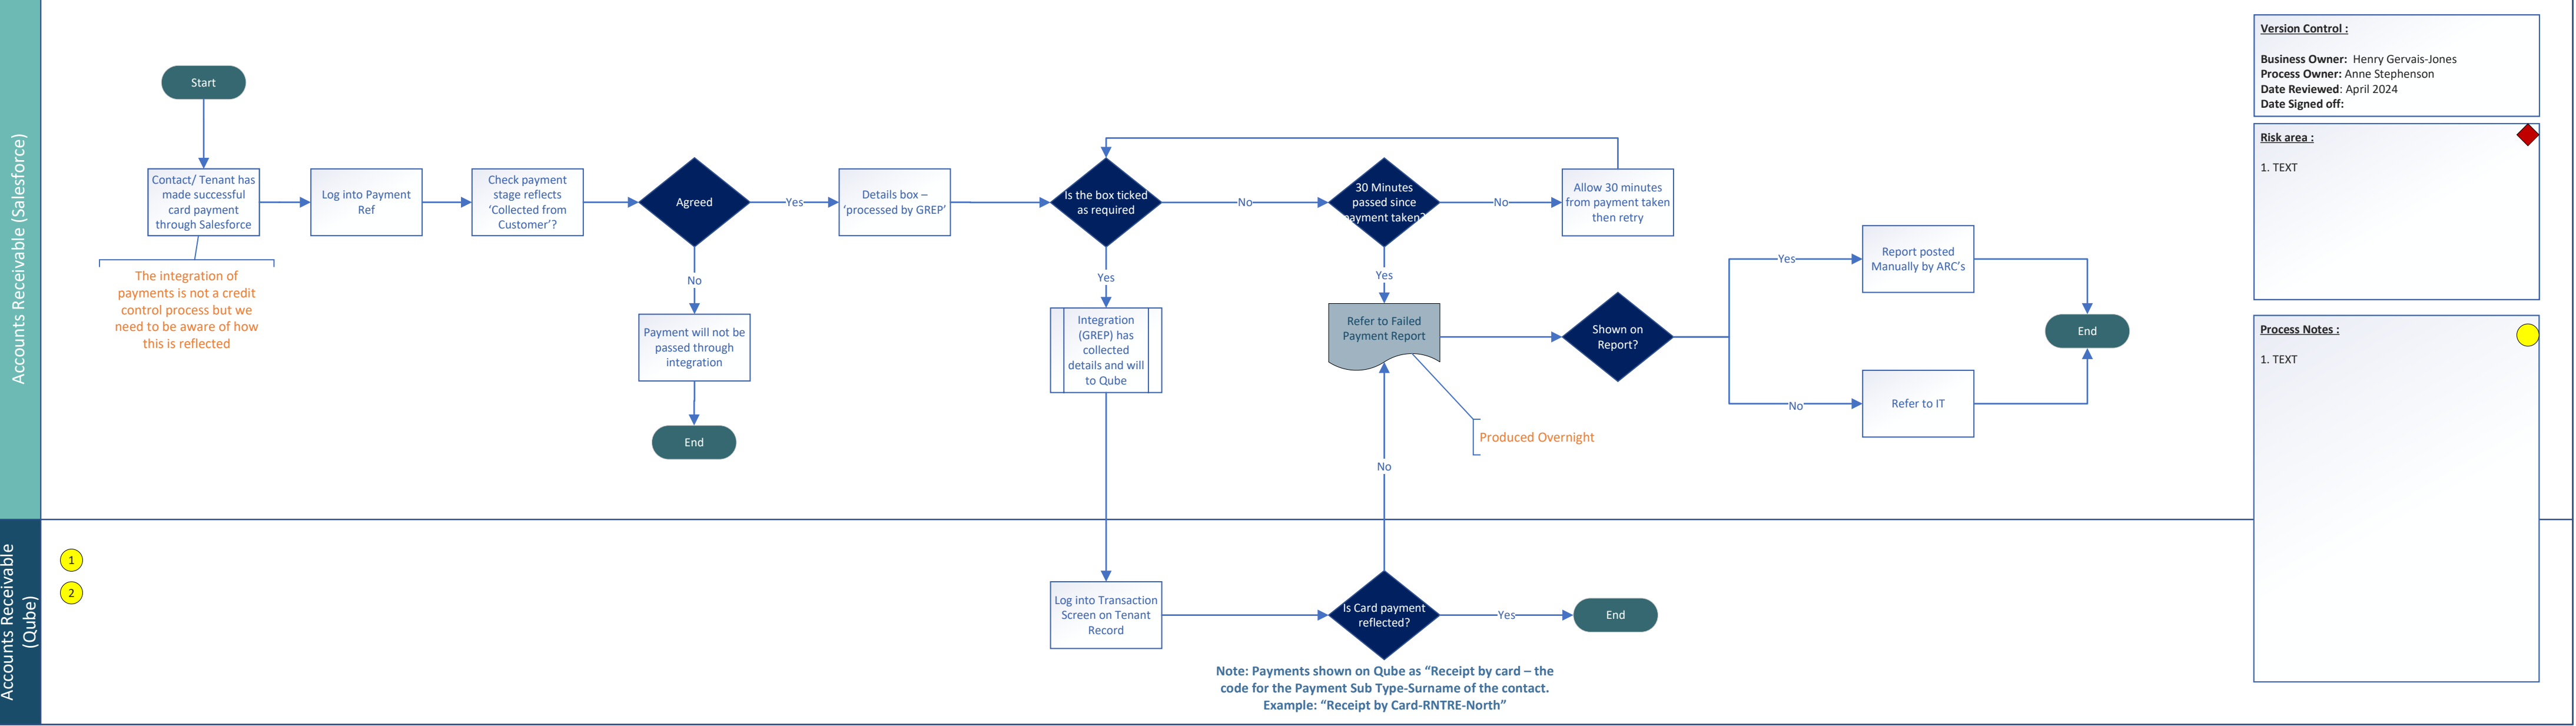 Accounts Receivable (Salesforce)
Start
Contact/ Tenant has
made successful
card payment
through Salesforce
The integration of
payments is not a credit
control process but we
need to be aware of how
this is reflected
Log into Payment
Ref
Check payment
stage reflects
‘Collected from
Customer’?
Agreed
Yes
No
Payment will not be
passed through
integration
End
Details box –
‘processed by GREP’
Is the box ticked
as required
No
Yes
Integration
(GREP) has
collected
details and will
to Qube
30 Minutes
passed since
payment taken?
No
Yes
Allow 30 minutes
from payment taken
then retry
Refer to Failed
Payment Report
Produced Overnight
Shown on
Report?
Yes
Report posted
Manually by ARC’s
No
Refer to IT
End
Accounts Receivable
(Qube)
1
2
Log into Transaction
Screen on Tenant
Record
Is Card payment
reflected?
No
Yes
End
Note: Payments shown on Qube as “Receipt by card – the
code for the Payment Sub Type-Surname of the contact.
Example: “Receipt by Card-RNTRE-North”
Version Control :
Business Owner: Henry Gervais-Jones
Process Owner: Anne Stephenson
Date Reviewed: April 2024
Date Signed off:
Risk area :
1. TEXT
Process Notes :
1. TEXT